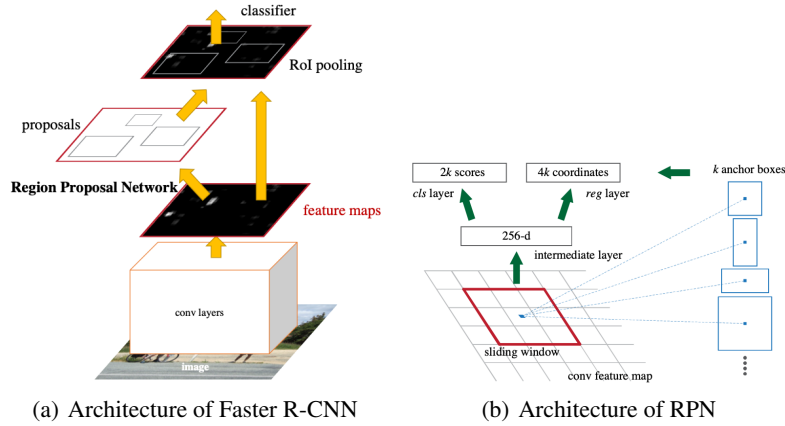 classifier
RoI pooling
proposals
Region Proposal Network
feature maps
conv layers
image
(a) Architecture of Faster R-CNN
2k scores
4k coordinates
k anchor boxes
cls layer
reg layer
256-d
intermediate layer
sliding window
conv feature map
(b) Architecture of RPN